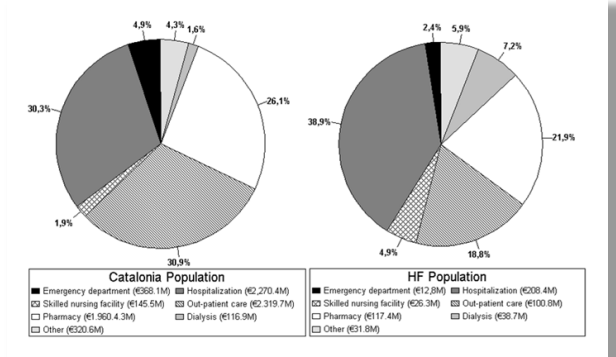 4,9%
4,3%
1,6%
26,1%
30,9%
1,9%
30,3%
2,4%
5,9%
7,2%
21,9%
18,8%
4,9%
38,9%
Catalonia Population
Emergency department (€368.1M) Hospitalization (€2,270.4M)
Skilled nursing facility (€145.5M) Out-patient care (€2.319.7M)
Pharmacy (€1.960.4.3M) Dialysis (€116.9M)
Other (€320.6M)
HF Population
Emergency department (€12,8M) Hospitalization (€208.4M)
Skilled nursing facility (€26.3M) Out-patient care (€100.8M)
Pharmacy (€117.4M) Dialysis (€38.7M)
Other (€31.8M)